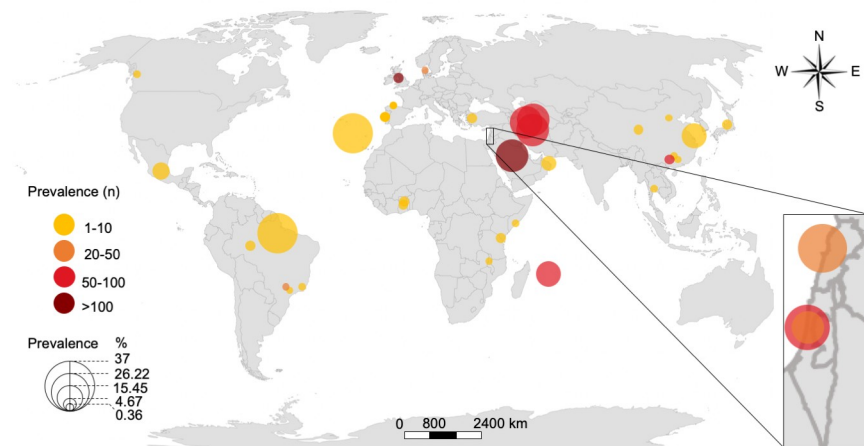 N
W E
S
Prevalence (n)
1-10
20-50
50-100
>100
Prevalence %
37
26.22
15.45
4.67
0.36
0 800 2400 km